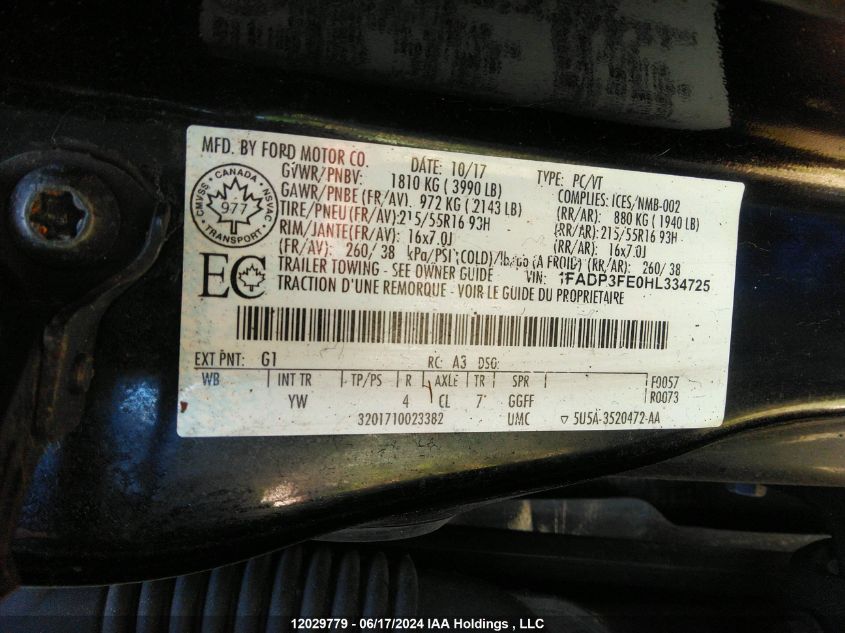 MFD. BY FORD MOTOR CO. DATE: 10/17 TYPE: PC/VT
GVWR/PNBV: 1810 KG ( 3990 LB) COMPLIES: ICES/NMB-002
GAWR/PNBE (FR/AV). 972 KG ( 2143 LB) (RR/AR): 880 KG ( 1940 LB)
TIRE/PNEU(FR/AV):215/55R16 93H (RR/AR):215/55R16 93H
RIM/JANTE(FR/AV): 16x7.0J (RR/AR): 16x7.0J
(FR/AV): 260/ 38 kPa/PSI (COLD)/ (A FROID) (RR/AR): 260/ 38
TRAILER TOWING - SEE OWNER GUIDE VIN: 1FADP3FE0HL334725
TRACTION D'UNE REMORQUE - VOIR LE GUIDE DU PROPRIETAIRE
CANADA
CMVSS NSVAC
977
TRANSPORT
EC
EXT PNT: G1 RC: A3 DSO:
WB INT TR TP/PS R AXLE TR SPR F0057
YW 4 CL 7 GGFF R0073
3201710023382 UMC ▽ 5U5A-3520472-AA
12029779 - 06/17/2024 IAA Holdings , LLC